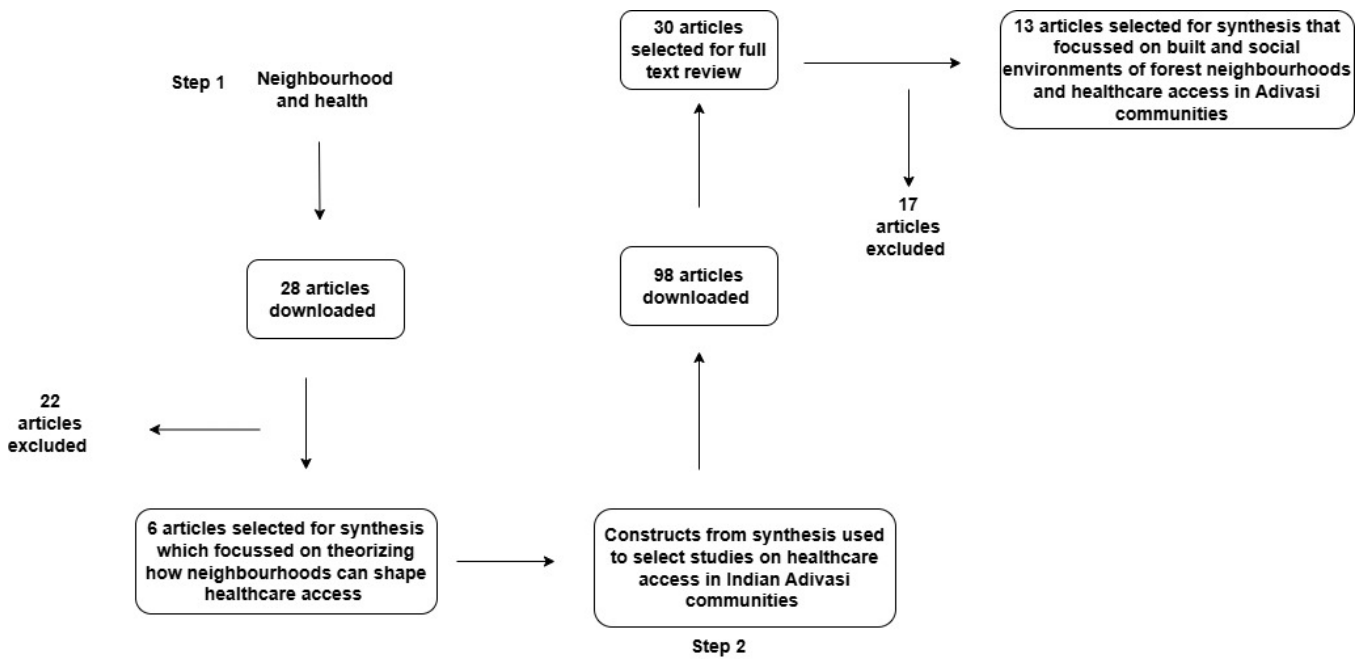 Step 1
Neighbourhood
and health
28 articles
downloaded
22
articles
excluded
6 articles selected for synthesis
which focussed on theorizing
how neighbourhoods can shape
healthcare access
Constructs from synthesis used
to select studies on healthcare
access in Indian Adivasi
communities
Step 2
98 articles
downloaded
30 articles
selected for full
text review
17
articles
excluded
13 articles selected for synthesis that
focussed on built and social
environments of forest neighbourhoods
and healthcare access in Adivasi
communities